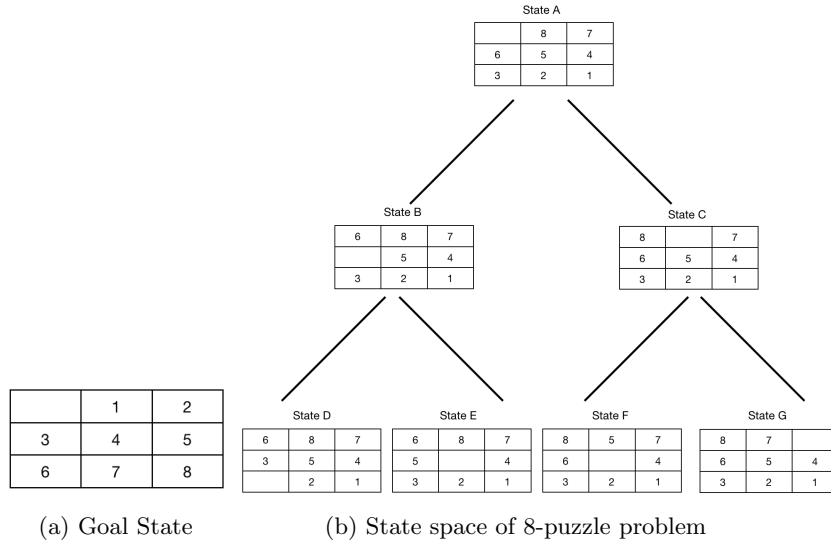 State A
8 7
6 5 4
3 2 1
State B
6 8 7
5 4
3 2 1
State C
8 7
6 5 4
3 2 1
State D
6 8 7
3 5 4
2 1
State E
6 8 7
5 4
3 2 1
State F
8 5 7
6 4
3 2 1
State G
8 7
6 5 4
3 2 1
1 2
3 4 5
6 7 8
(a) Goal State
(b) State space of 8-puzzle problem